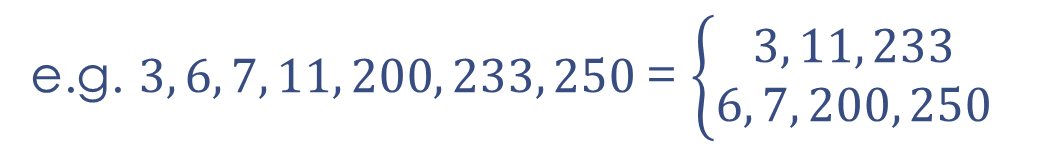 e.g. 3, 6, 7, 11, 200, 233, 250 = { 3, 11, 233
6, 7, 200, 250